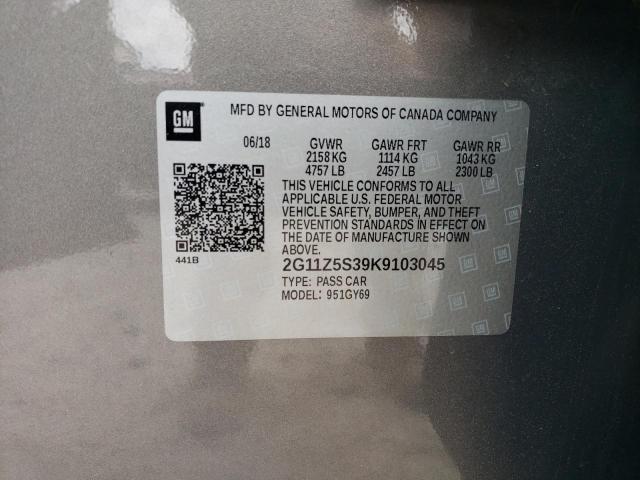 GM
MFD BY GENERAL MOTORS OF CANADA COMPANY
06/18 GVWR GAWR FRT GAWR RR
2158 KG 1114 KG 1043 KG
4757 LB 2457 LB 2300 LB
THIS VEHICLE CONFORMS TO ALL
APPLICABLE U.S. FEDERAL MOTOR
VEHICLE SAFETY, BUMPER, AND THEFT
PREVENTION STANDARDS IN EFFECT ON
THE DATE OF MANUFACTURE SHOWN
ABOVE.
441B
2G11Z5S39K9103045
TYPE: PASS CAR
MODEL: 951GY69